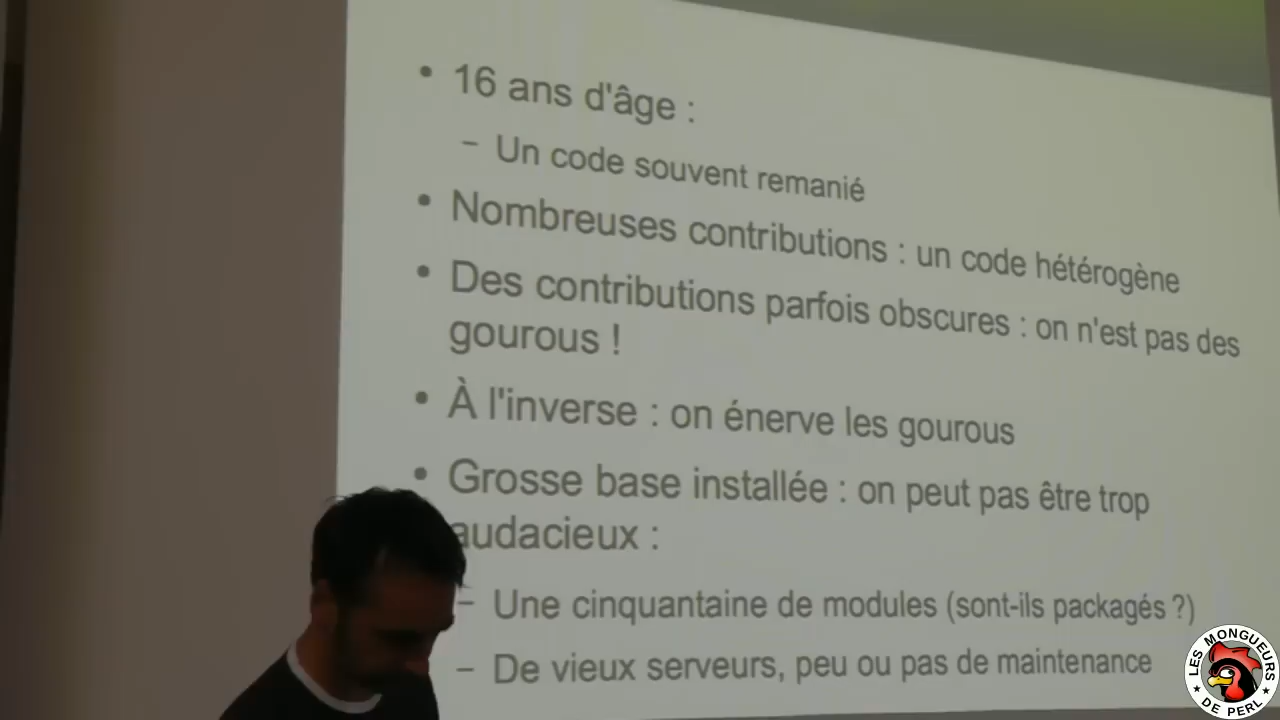 • 16 ans d'âge :
– Un code souvent remanié
• Nombreuses contributions : un code hétérogène
• Des contributions parfois obscures : on n'est pas des
gourous !
• À l'inverse : on énerve les gourous
• Grosse base installée : on peut pas être trop
audacieux :
– Une cinquantaine de modules (sont-ils packagés ?)
– De vieux serveurs, peu ou pas de maintenance
LES MONGUEURS
★ DE PERL ★